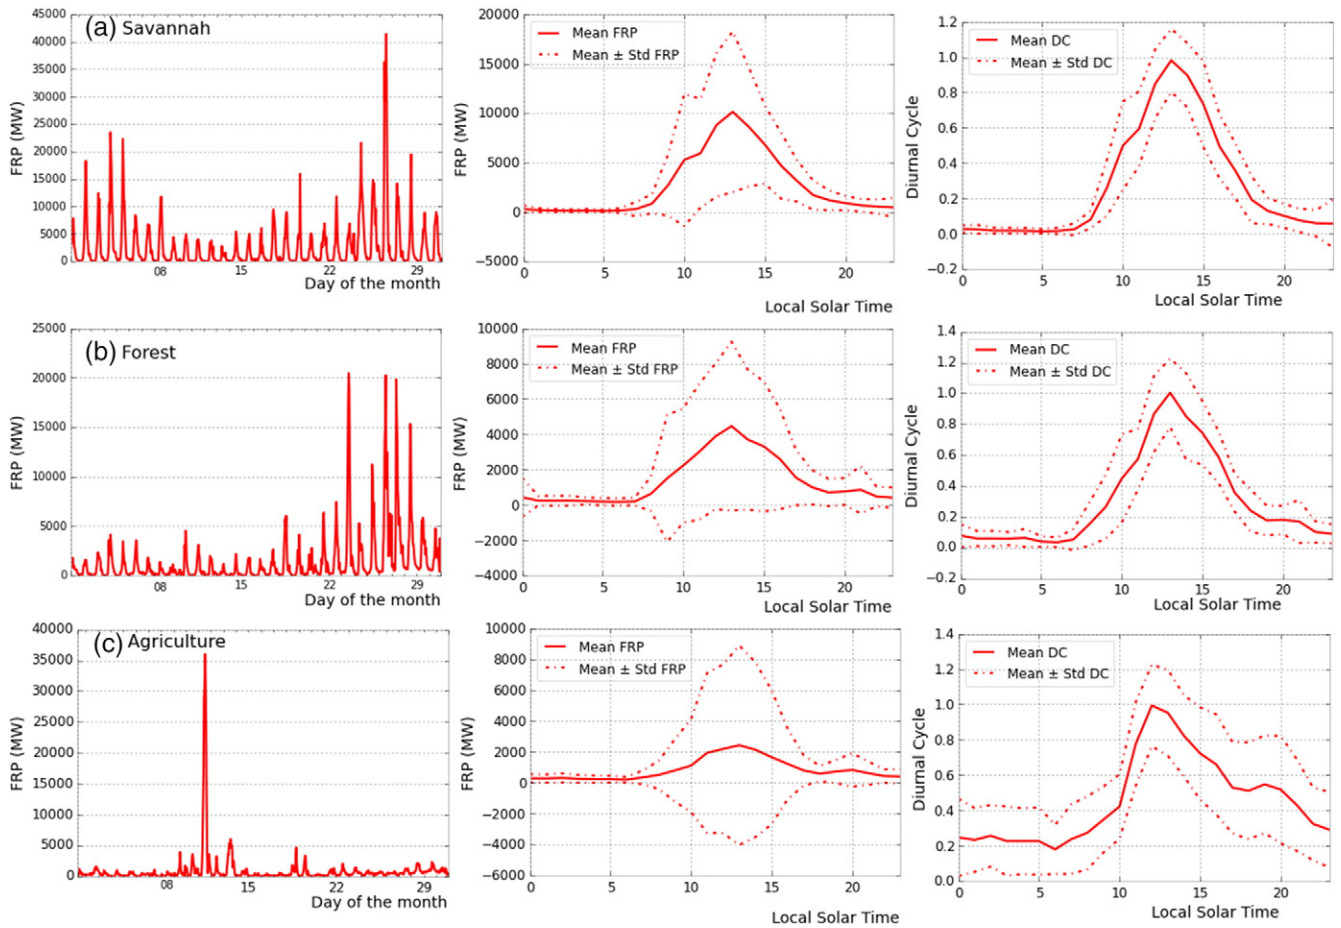 (a) Savannah
45000
40000
35000
30000
25000
20000
15000
10000
5000
0
FRP (MW)
08 15 22 29
Day of the month
20000
15000
10000
5000
0
−5000
FRP (MW)
Mean FRP
Mean ± Std FRP
0 5 10 15 20
Local Solar Time
1.2
1.0
0.8
0.6
0.4
0.2
0.0
−0.2
Diurnal Cycle
Mean DC
Mean ± Std DC
0 5 10 15 20
Local Solar Time
(b) Forest
25000
20000
15000
10000
5000
0
FRP (MW)
08 15 22 29
Day of the month
10000
8000
6000
4000
2000
0
−2000
−4000
FRP (MW)
Mean FRP
Mean ± Std FRP
0 5 10 15 20
Local Solar Time
1.4
1.2
1.0
0.8
0.6
0.4
0.2
0.0
−0.2
Diurnal Cycle
Mean DC
Mean ± Std DC
0 5 10 15 20
Local Solar Time
(c) Agriculture
40000
35000
30000
25000
20000
15000
10000
5000
0
FRP (MW)
08 15 22 29
Day of the month
10000
8000
6000
4000
2000
0
−2000
−4000
−6000
FRP (MW)
Mean FRP
Mean ± Std FRP
0 5 10 15 20
Local Solar Time
1.4
1.2
1.0
0.8
0.6
0.4
0.2
0.0
Diurnal Cycle
Mean DC
Mean ± Std DC
0 5 10 15 20
Local Solar Time